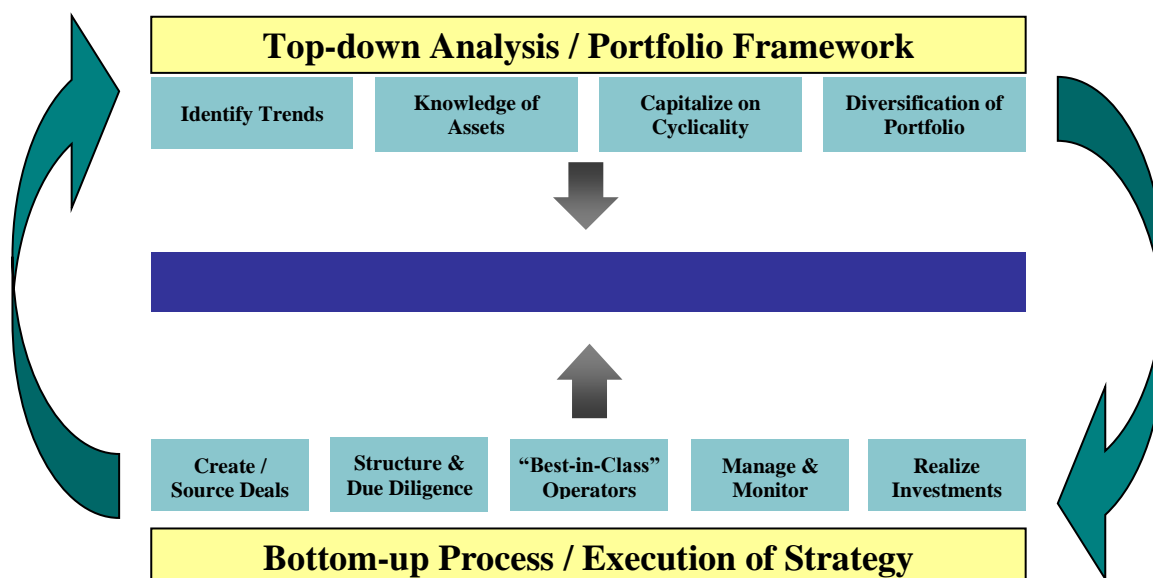 Top-down Analysis / Portfolio Framework
Identify Trends
Knowledge of
Assets
Capitalize on
Cyclicality
Diversification of
Portfolio
Create /
Source Deals
Structure &
Due Diligence
“Best-in-Class”
Operators
Manage &
Monitor
Realize
Investments
Bottom-up Process / Execution of Strategy